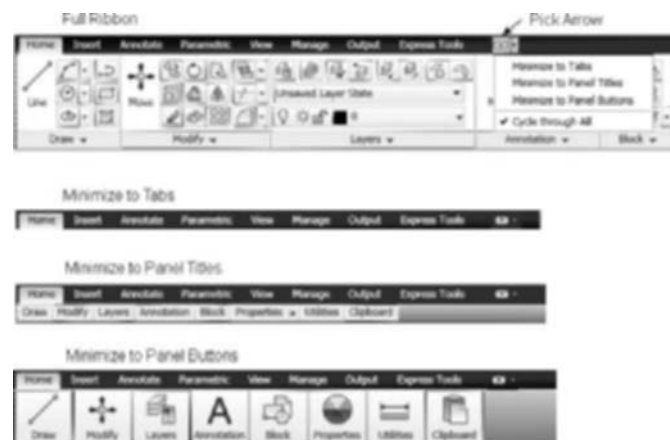 Full Ribbon Pick Arrow
Home Insert Annotate Parametric View Manage Output Express Tools
Minimize to Tabs
Minimize to Panel Titles
Line Move Unsaved Layer State
Minimize to Panel Buttons
0 ✔ Cycle through All
Draw Modify Layers Annotation Block
Minimize to Tabs
Home Insert Annotate Parametric View Manage Output Express Tools
Minimize to Panel Titles
Home Insert Annotate Parametric View Manage Output Express Tools
Draw Modify Layers Annotation Block Properties Utilities Clipboard
Minimize to Panel Buttons
Home Insert Annotate Parametric View Manage Output Express Tools
A
Draw Modify Layers Annotation Block Properties Utilities Clipboard